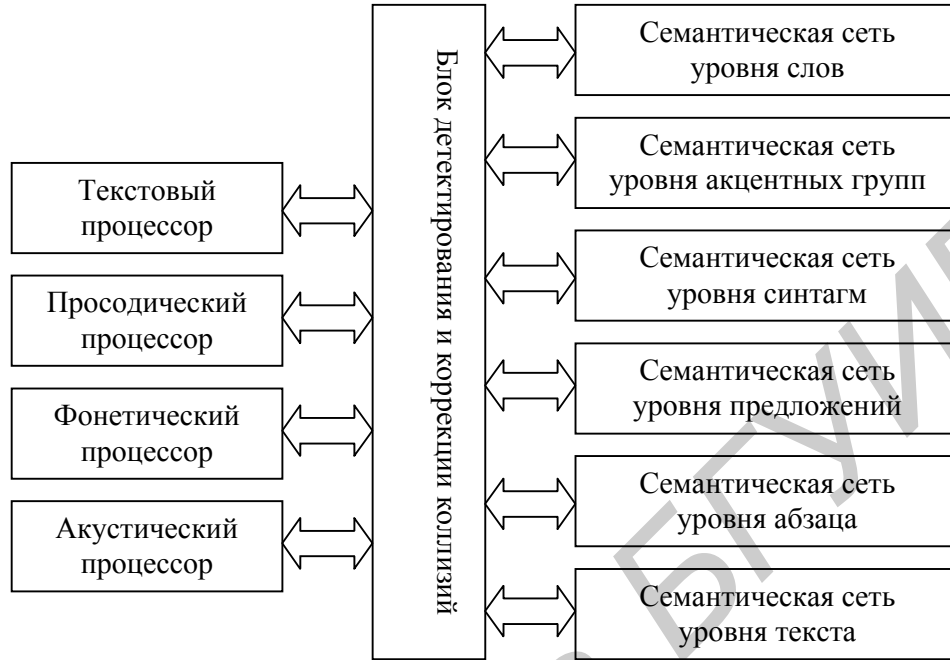 Текстовый
процессор
Просодический
процессор
Фонетический
процессор
Акустический
процессор
Блок детектирования и коррекции коллизий
Семантическая сеть
уровня слов
Семантическая сеть
уровня акцентных групп
Семантическая сеть
уровня синтагм
Семантическая сеть
уровня предложений
Семантическая сеть
уровня абзаца
Семантическая сеть
уровня текста